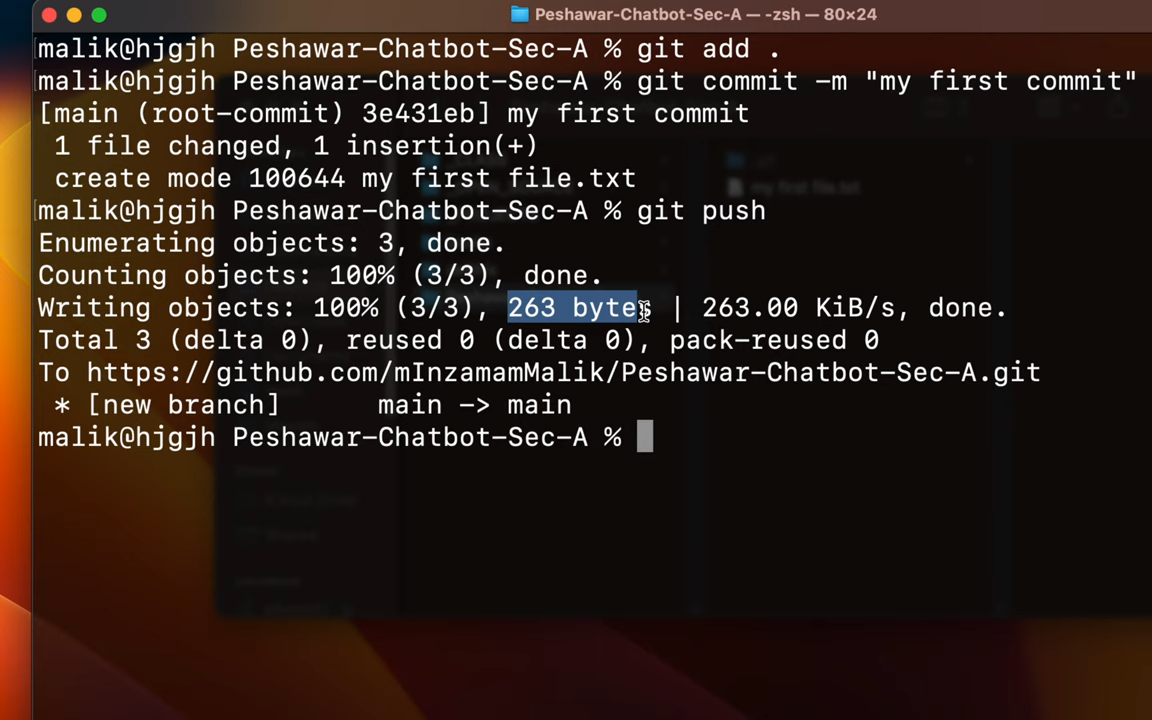 Peshawar-Chatbot-Sec-A — -zsh — 80×24
[malik@hjgjh Peshawar-Chatbot-Sec-A % git add .
[malik@hjgjh Peshawar-Chatbot-Sec-A % git commit -m "my first commit"
[main (root-commit) 3e431eb] my first commit
 1 file changed, 1 insertion(+)
 create mode 100644 my first file.txt
[malik@hjgjh Peshawar-Chatbot-Sec-A % git push
Enumerating objects: 3, done.
Counting objects: 100% (3/3), done.
Writing objects: 100% (3/3), 263 bytes | 263.00 KiB/s, done.
Total 3 (delta 0), reused 0 (delta 0), pack-reused 0
To https://github.com/mInzamamMalik/Peshawar-Chatbot-Sec-A.git
 * [new branch]      main -> main
malik@hjgjh Peshawar-Chatbot-Sec-A %
my first file.txt